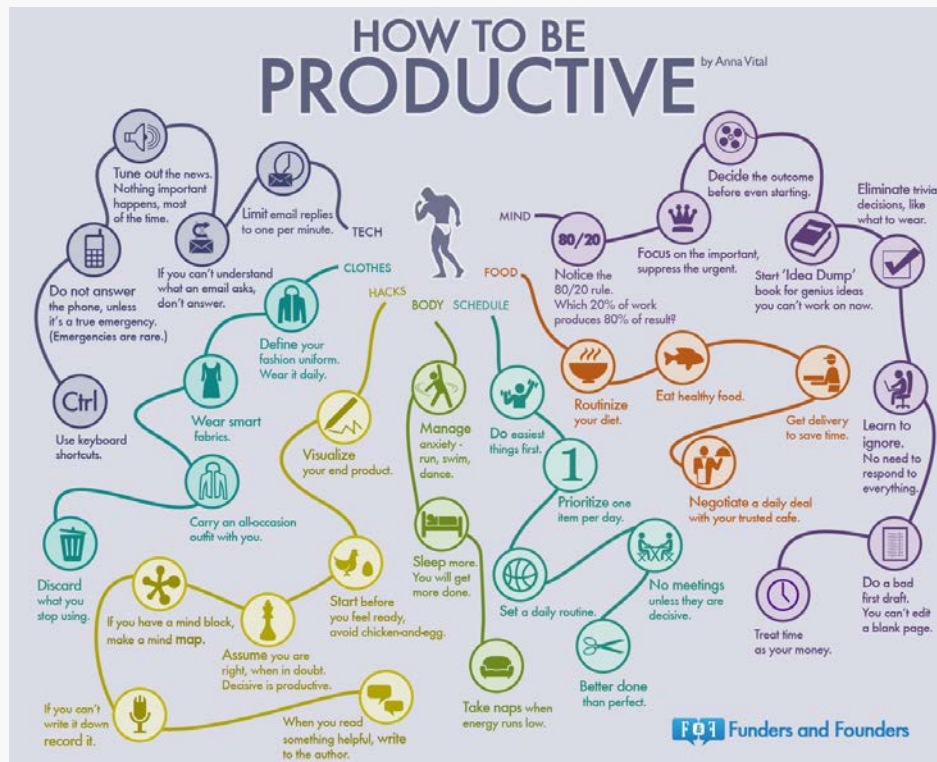 HOW TO BE
PRODUCTIVE
by Anna Vital
TECH
Limit email replies
to one per minute.
If you can't understand
what an email asks,
don't answer.
Tune out the news.
Nothing important
happens, most
of the time.
Do not answer
the phone, unless
it's a true emergency.
(Emergencies are rare.)
Ctrl
Use keyboard
shortcuts.
CLOTHES
Define your
fashion uniform.
Wear it daily.
Wear smart
fabrics.
Carry an all-occasion
outfit with you.
Discard
what you
stop using.
HACKS
Visualize
your end product.
Start before
you feel ready,
avoid chicken-and-egg.
Assume you are
right, when in doubt.
Decisive is productive.
If you have a mind block,
make a mind map.
If you can't
write it down
record it.
When you read
something helpful, write
to the author.
BODY
Manage
anxiety -
run, swim,
dance.
Sleep more.
You will get
more done.
Take naps when
energy runs low.
SCHEDULE
Do easiest
things first.
1
Prioritize one
item per day.
Set a daily routine.
No meetings
unless they are
decisive.
Better done
than perfect.
FOOD
Routinize
your diet.
Eat healthy food.
Get delivery
to save time.
Negotiate a daily deal
with your trusted cafe.
MIND
80/20
Notice the
80/20 rule.
Which 20% of work
produces 80% of result?
Focus on the important,
suppress the urgent.
Decide the outcome
before even starting.
Start 'Idea Dump'
book for genius ideas
you can't work on now.
Eliminate trivia
decisions, like
what to wear.
Learn to
ignore.
No need to
respond to
everything.
Do a bad
first draft.
You can't edit
a blank page.
Treat time
as your money.
FOF Funders and Founders